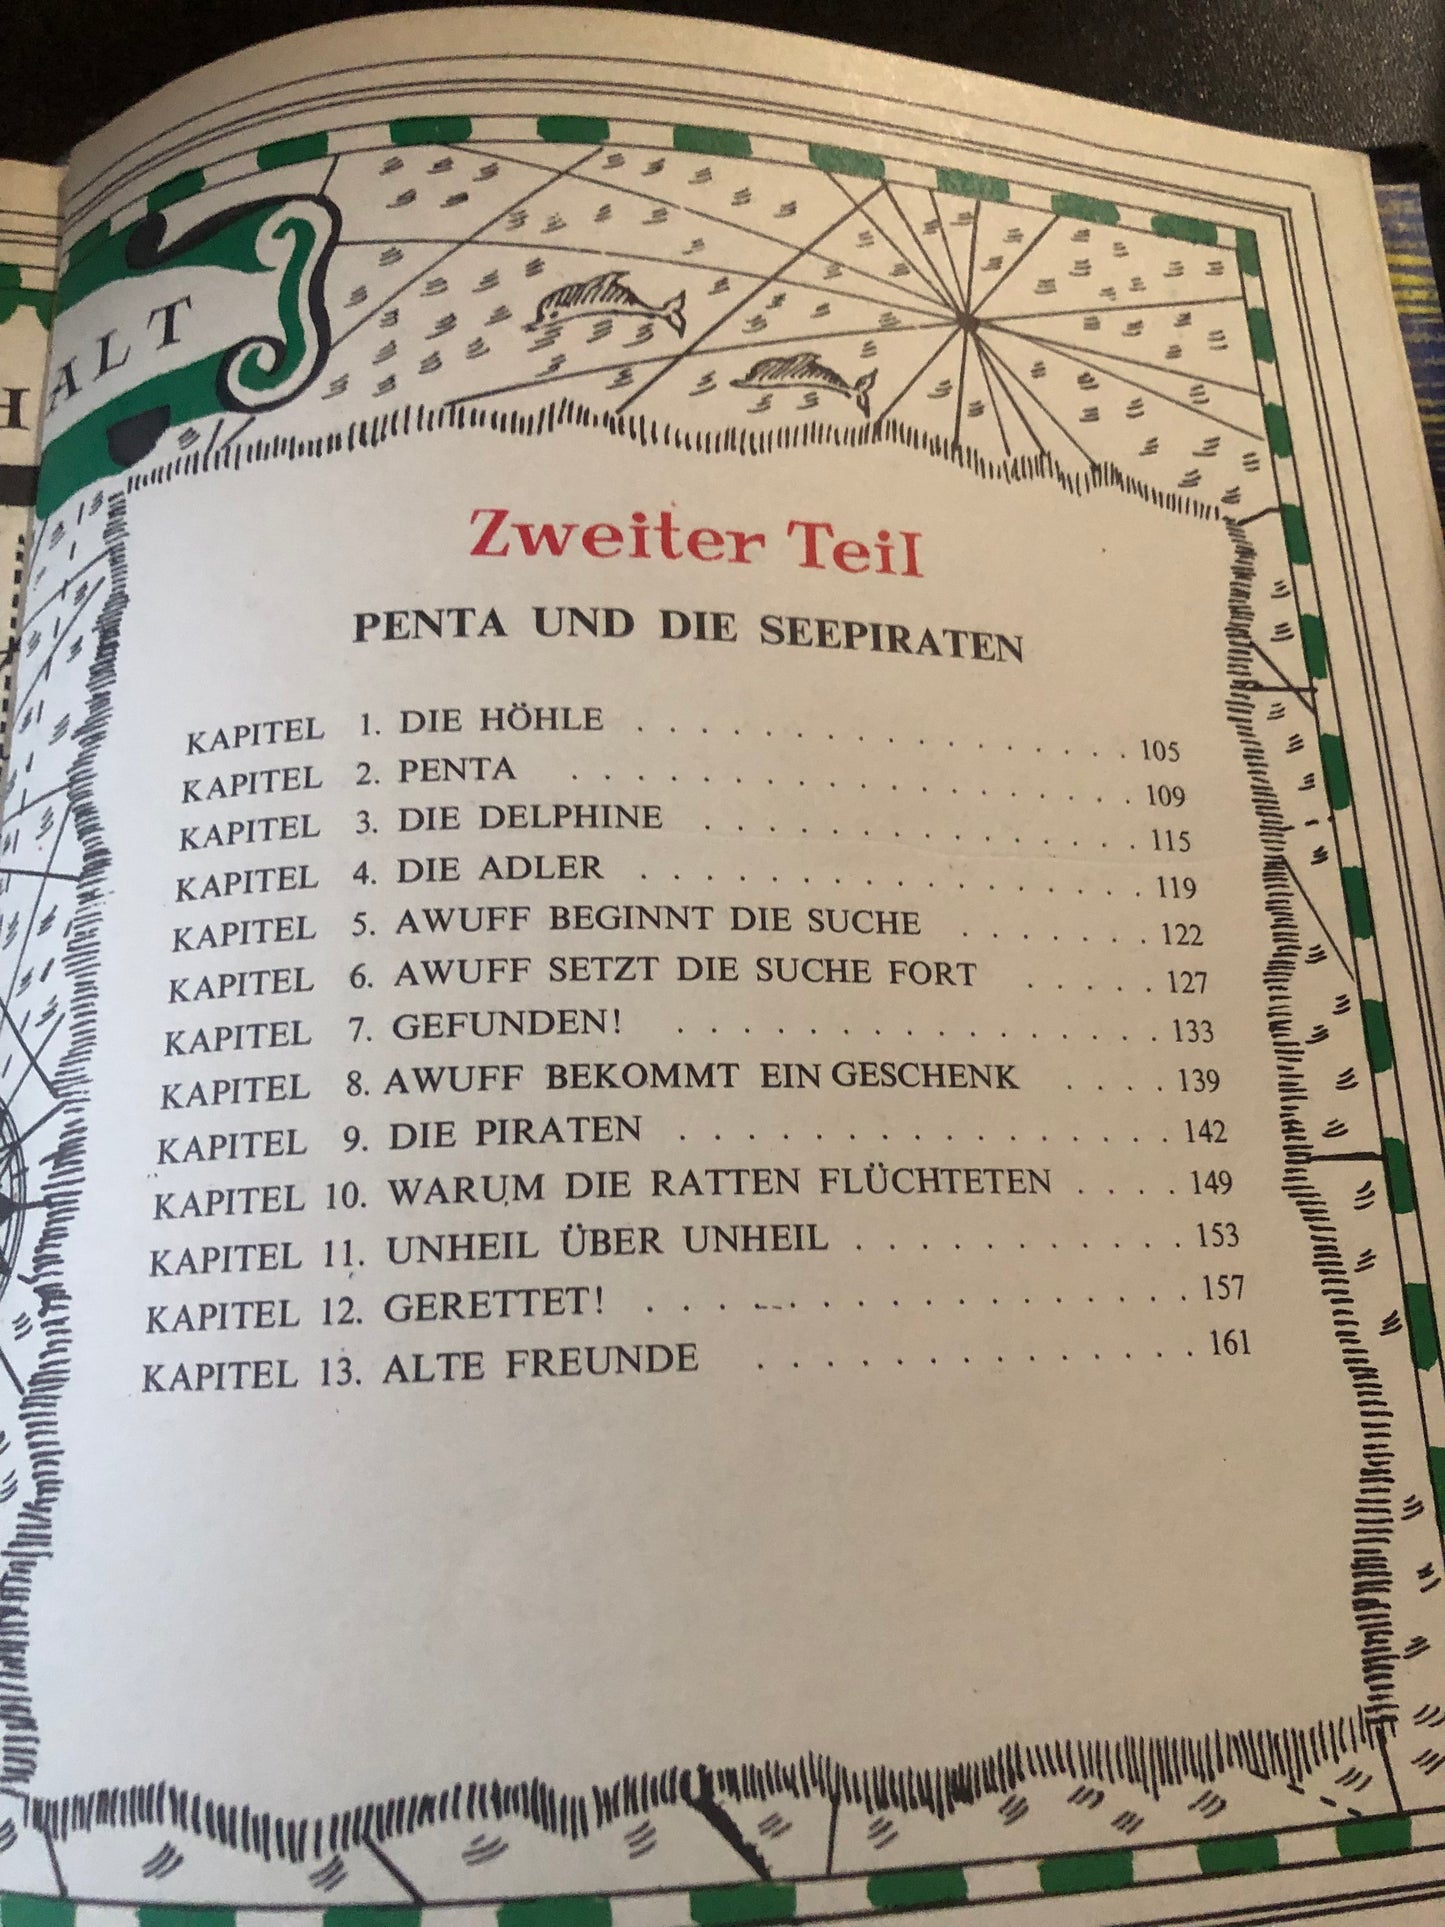 ALT
H
Zweiter Teil
PENTA UND DIE SEEPIRATEN
KAPITEL 1. DIE HÖHLE . . . . . . . . . . . . . . . . . 105
KAPITEL 2. PENTA . . . . . . . . . . . . . . . . . . 109
KAPITEL 3. DIE DELPHINE . . . . . . . . . . . . . . 115
KAPITEL 4. DIE ADLER . . . . . . . . . . . . . . . . 119
KAPITEL 5. AWUFF BEGINNT DIE SUCHE . . . . . . . 122
KAPITEL 6. AWUFF SETZT DIE SUCHE FORT . . . . . 127
KAPITEL 7. GEFUNDEN! . . . . . . . . . . . . . . . 133
KAPITEL 8. AWUFF BEKOMMT EIN GESCHENK . . . . 139
KAPITEL 9. DIE PIRATEN . . . . . . . . . . . . . . . 142
KAPITEL 10. WARUM DIE RATTEN FLÜCHTETEN . . . . 149
KAPITEL 11. UNHEIL ÜBER UNHEIL . . . . . . . . . . . . 153
KAPITEL 12. GERETTET! . . . . . . . . . . . . . . . . . . . 157
KAPITEL 13. ALTE FREUNDE . . . . . . . . . . . . . . . . 161